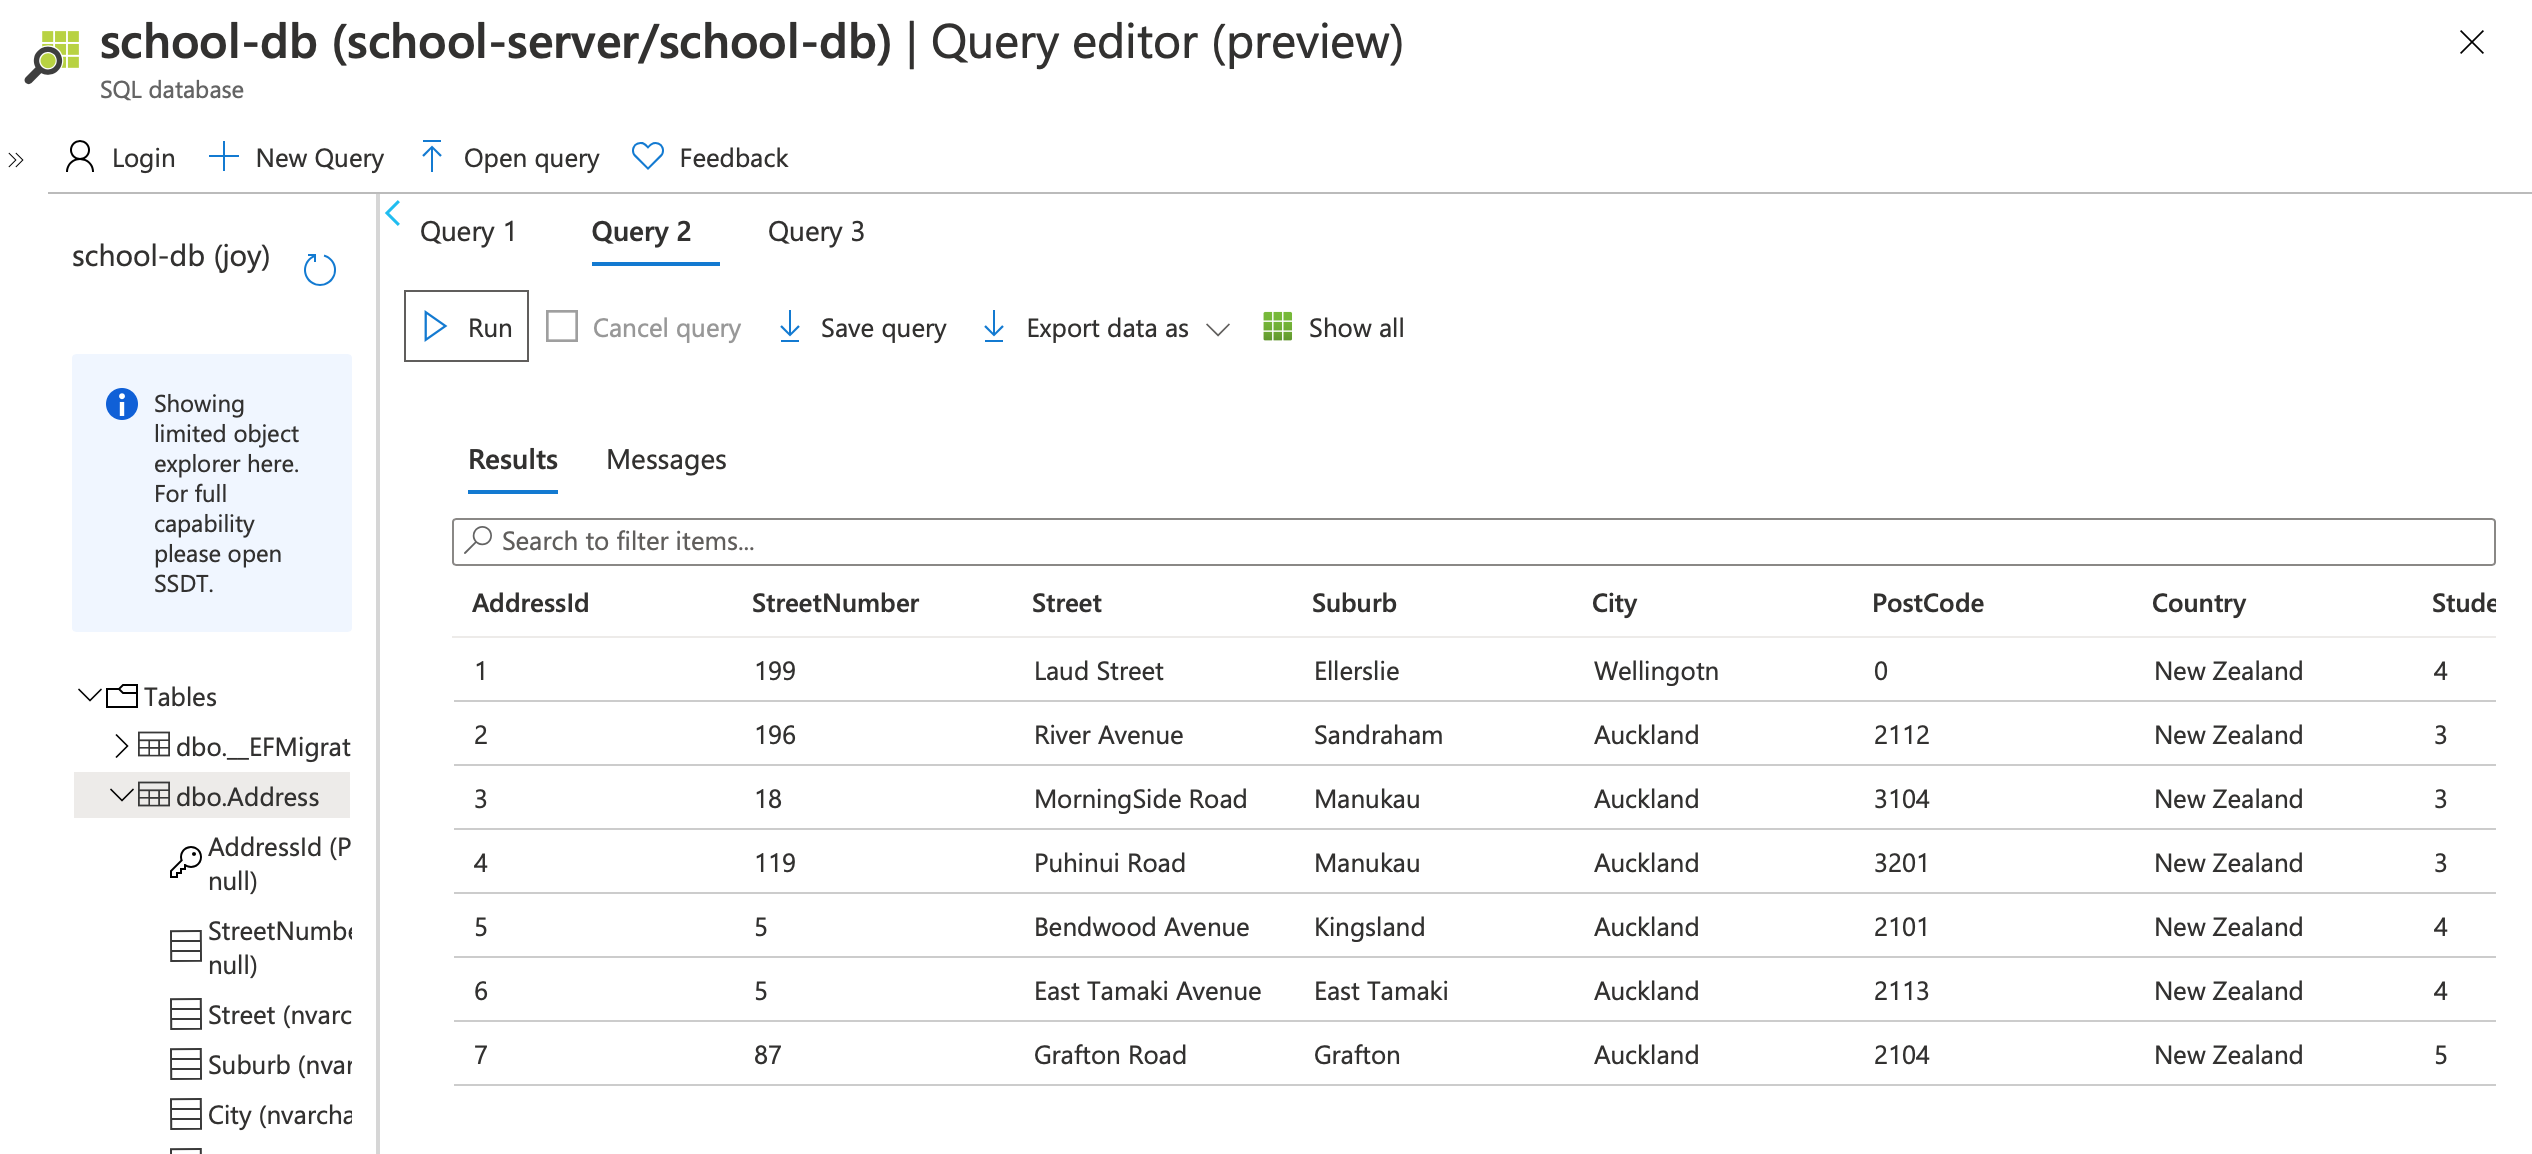 school-db (school-server/school-db) | Query editor (preview)
SQL database
Login New Query Open query Feedback
school-db (joy)
Showing
limited object
explorer here.
For full
capability
please open
SSDT.
Tables
dbo.__EFMigrat
dbo.Address
AddressId (P
null)
StreetNumbe
null)
Street (nvarc
Suburb (nvar
City (nvarcha
Query 1 Query 2 Query 3
Run Cancel query Save query Export data as Show all
Results Messages
Search to filter items...
AddressId StreetNumber Street Suburb City PostCode Country Stude
1 199 Laud Street Ellerslie Wellingotn 0 New Zealand 4
2 196 River Avenue Sandraham Auckland 2112 New Zealand 3
3 18 MorningSide Road Manukau Auckland 3104 New Zealand 3
4 119 Puhinui Road Manukau Auckland 3201 New Zealand 3
5 5 Bendwood Avenue Kingsland Auckland 2101 New Zealand 4
6 5 East Tamaki Avenue East Tamaki Auckland 2113 New Zealand 4
7 87 Grafton Road Grafton Auckland 2104 New Zealand 5